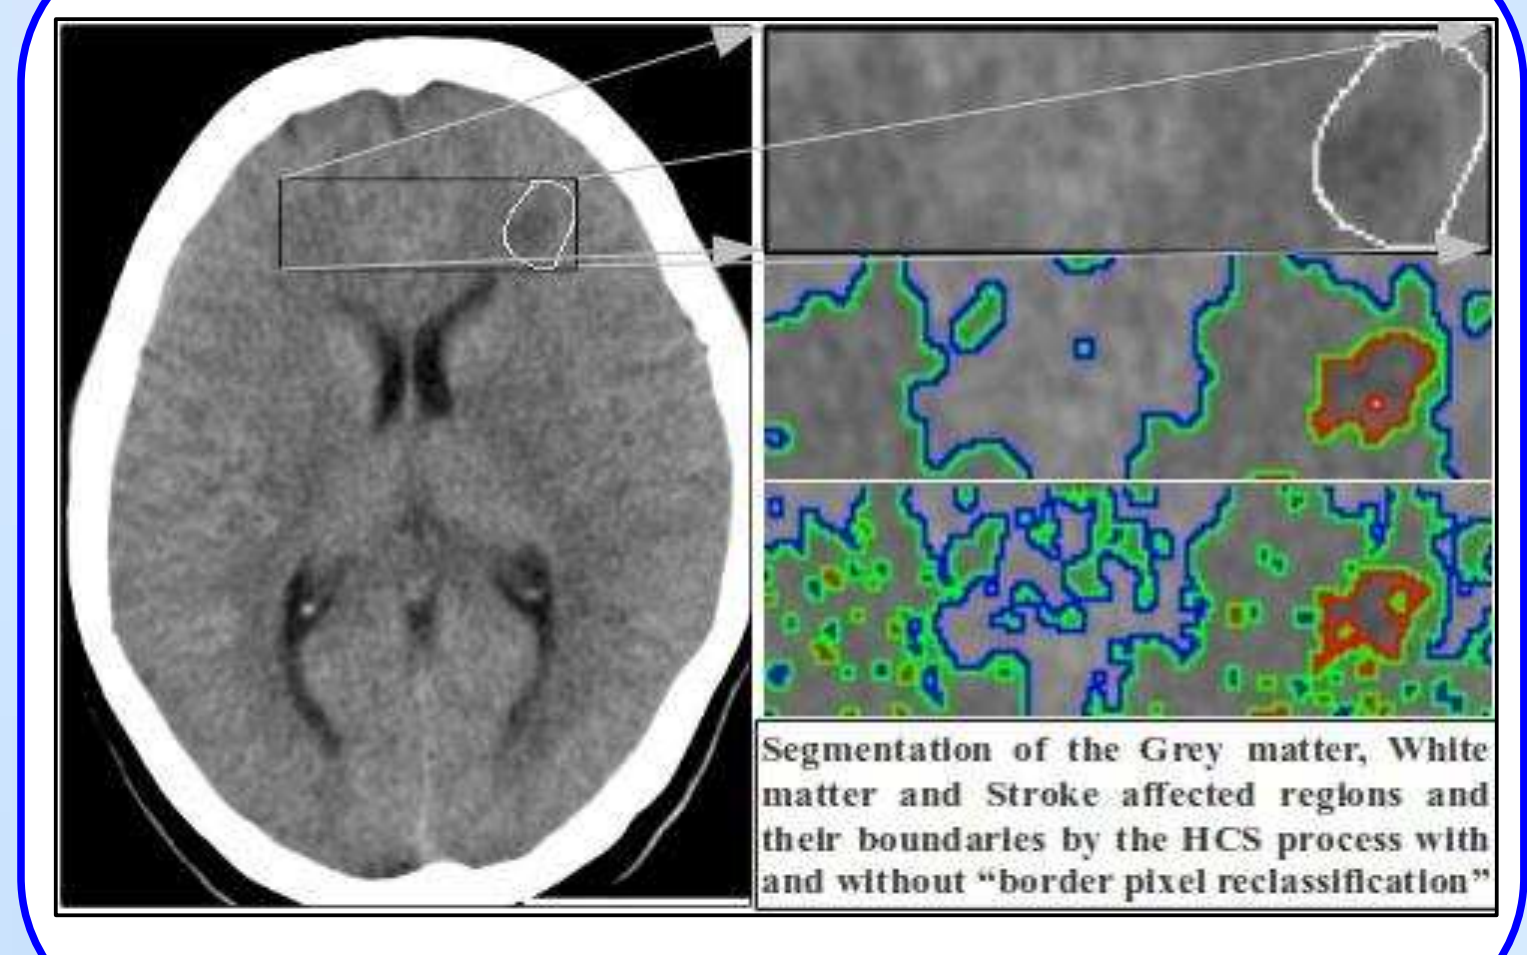 Segmentation of the Grey matter, White
matter and Stroke affected regions and
their boundaries by the HCS process with
and without “border pixel reclassification”